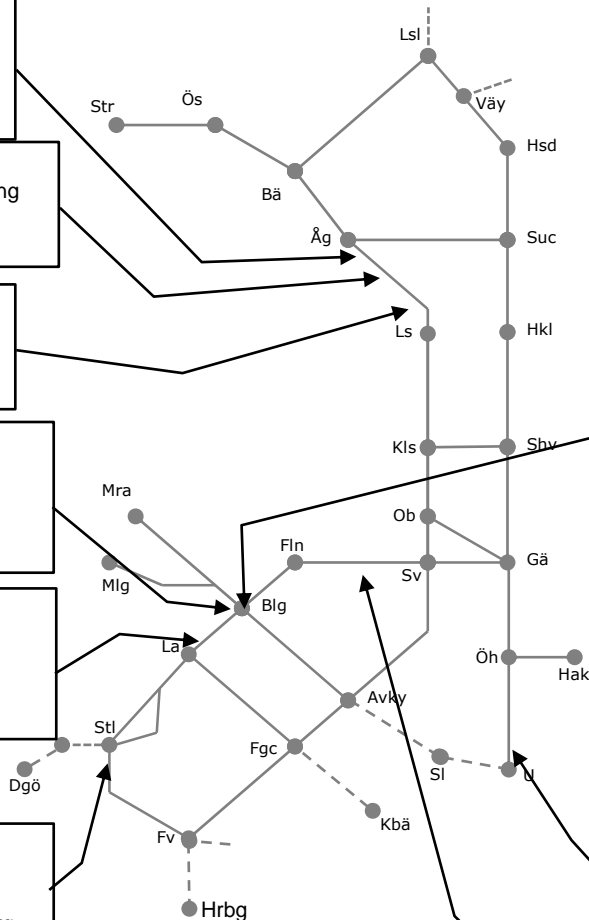 Lsl
Väy
Str
Ös
Hsd
ng
Bä
Åg
Suc
Ls
Hkl
Kls
Shv
Mra
Ob
Fln
Sv
Gä
Mlg
Blg
La
Öh
Hak
Avky
Stl
Fgc
Sl
U
Dgö
Kbä
Fv
Hrbg